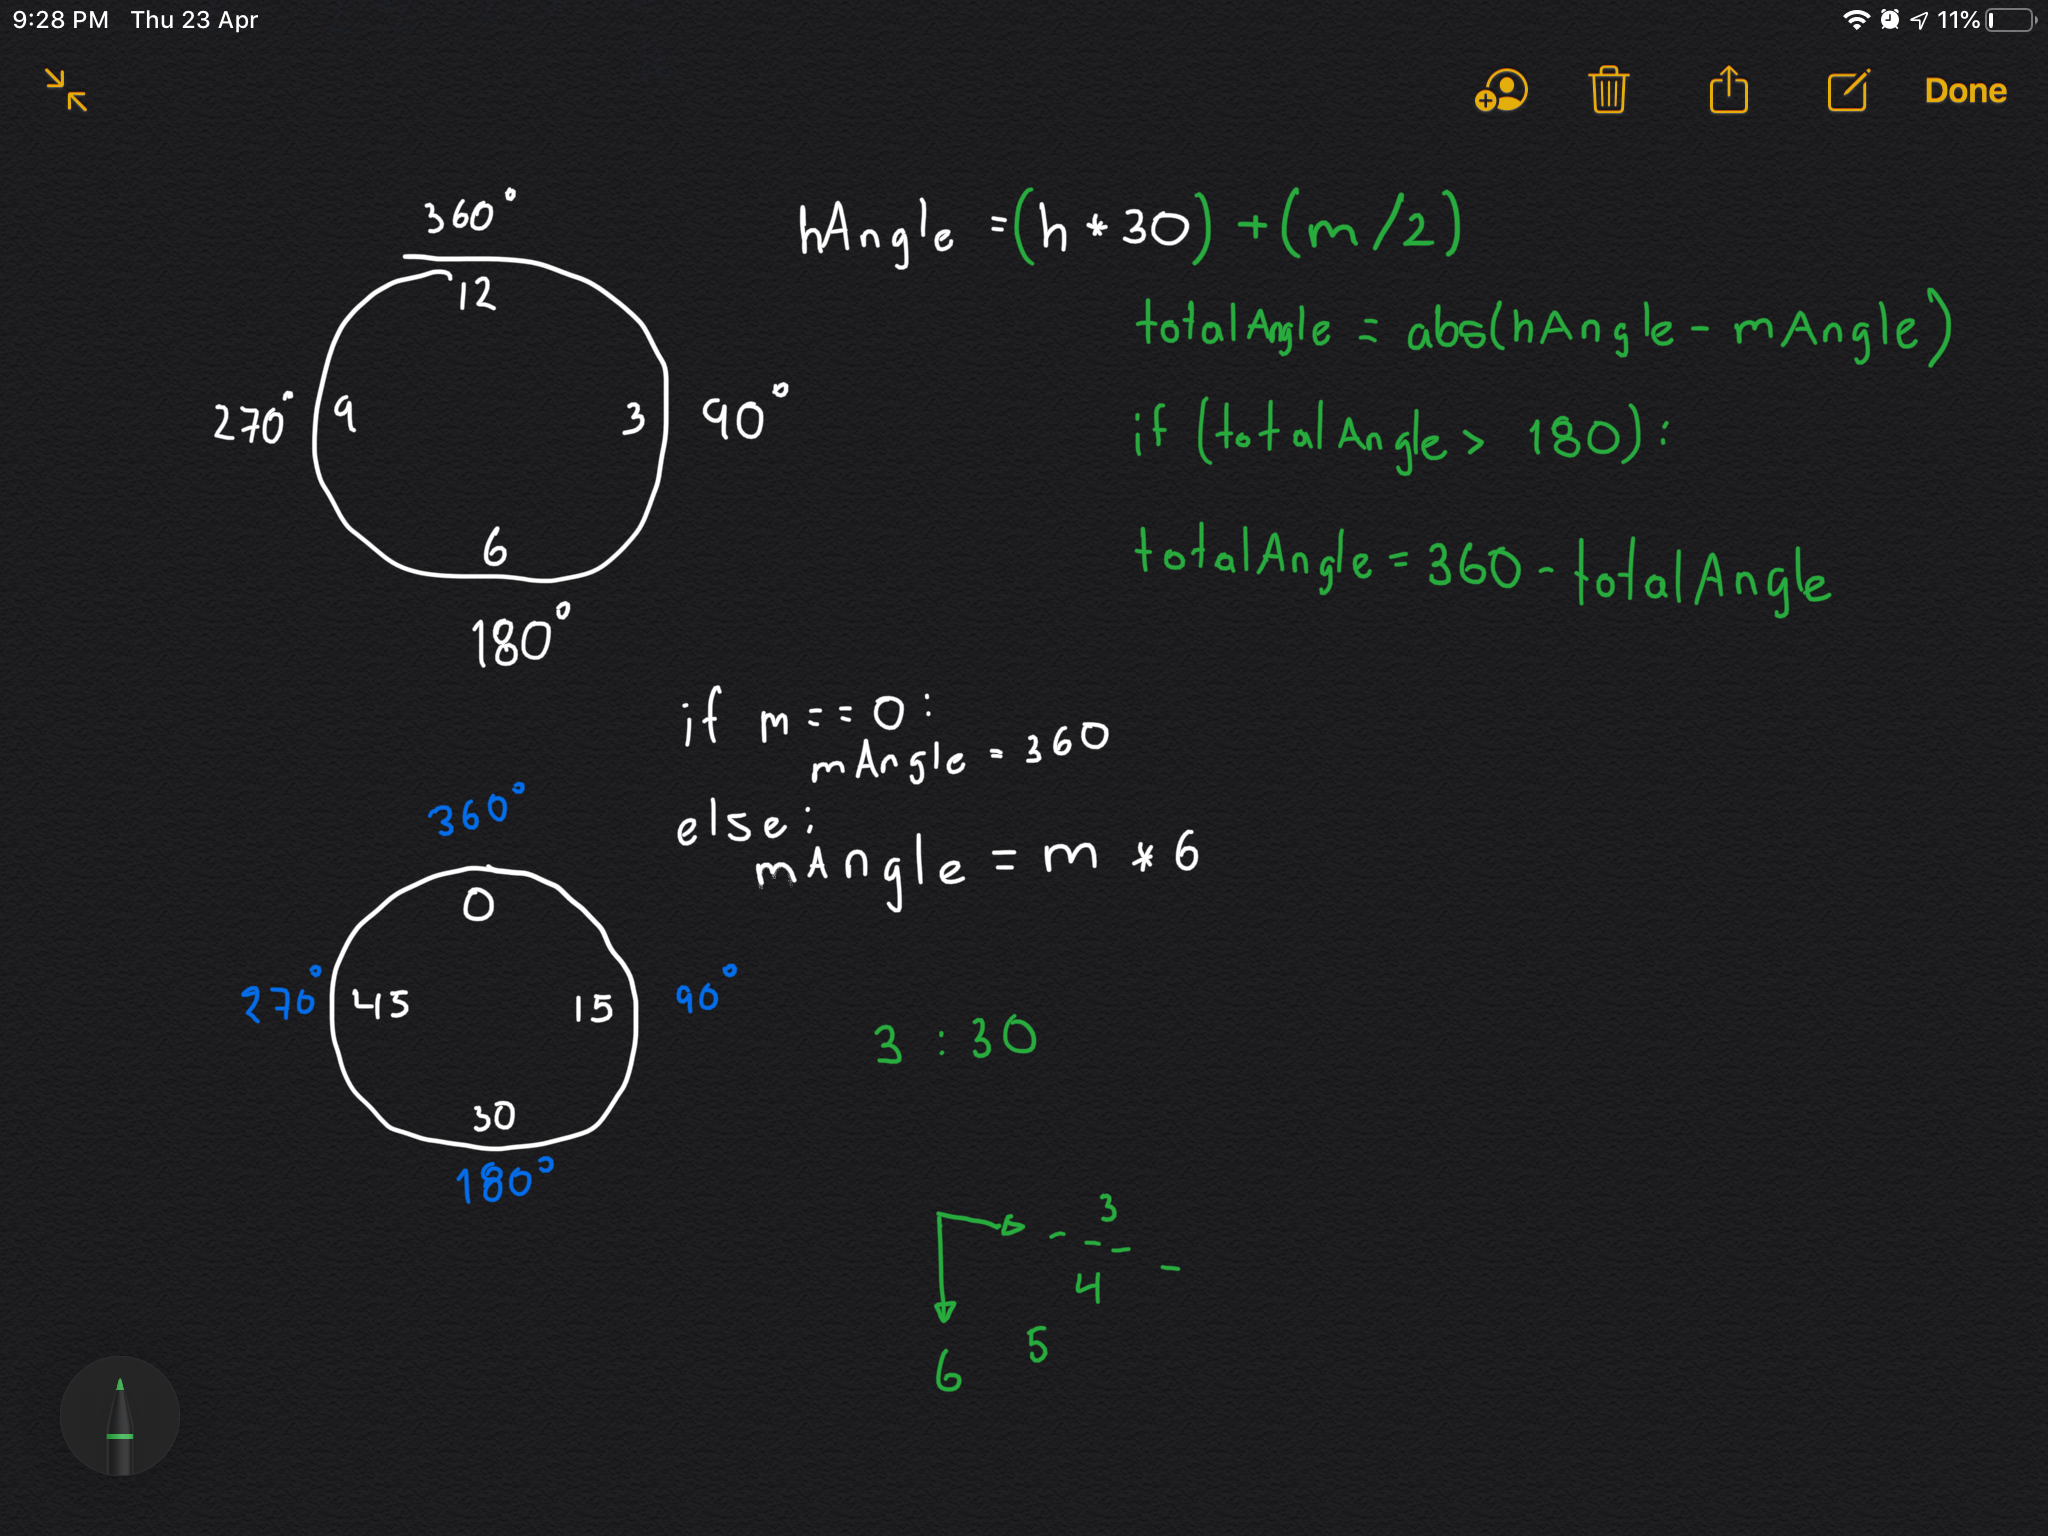 9:28 PM Thu 23 Apr
11%
Done
360°
12
270° 9 3 90°
6
180°
hAngle = (h * 30) + (m/2)
totalAngle = abs(hAngle - mAngle)
if (totalAngle > 180):
totalAngle = 360 - totalAngle
if m == 0:
mAngle = 360
else:
mAngle = m * 6
360°
0
270° 45 15 90°
30
180°
3 : 30
3
4
5
6